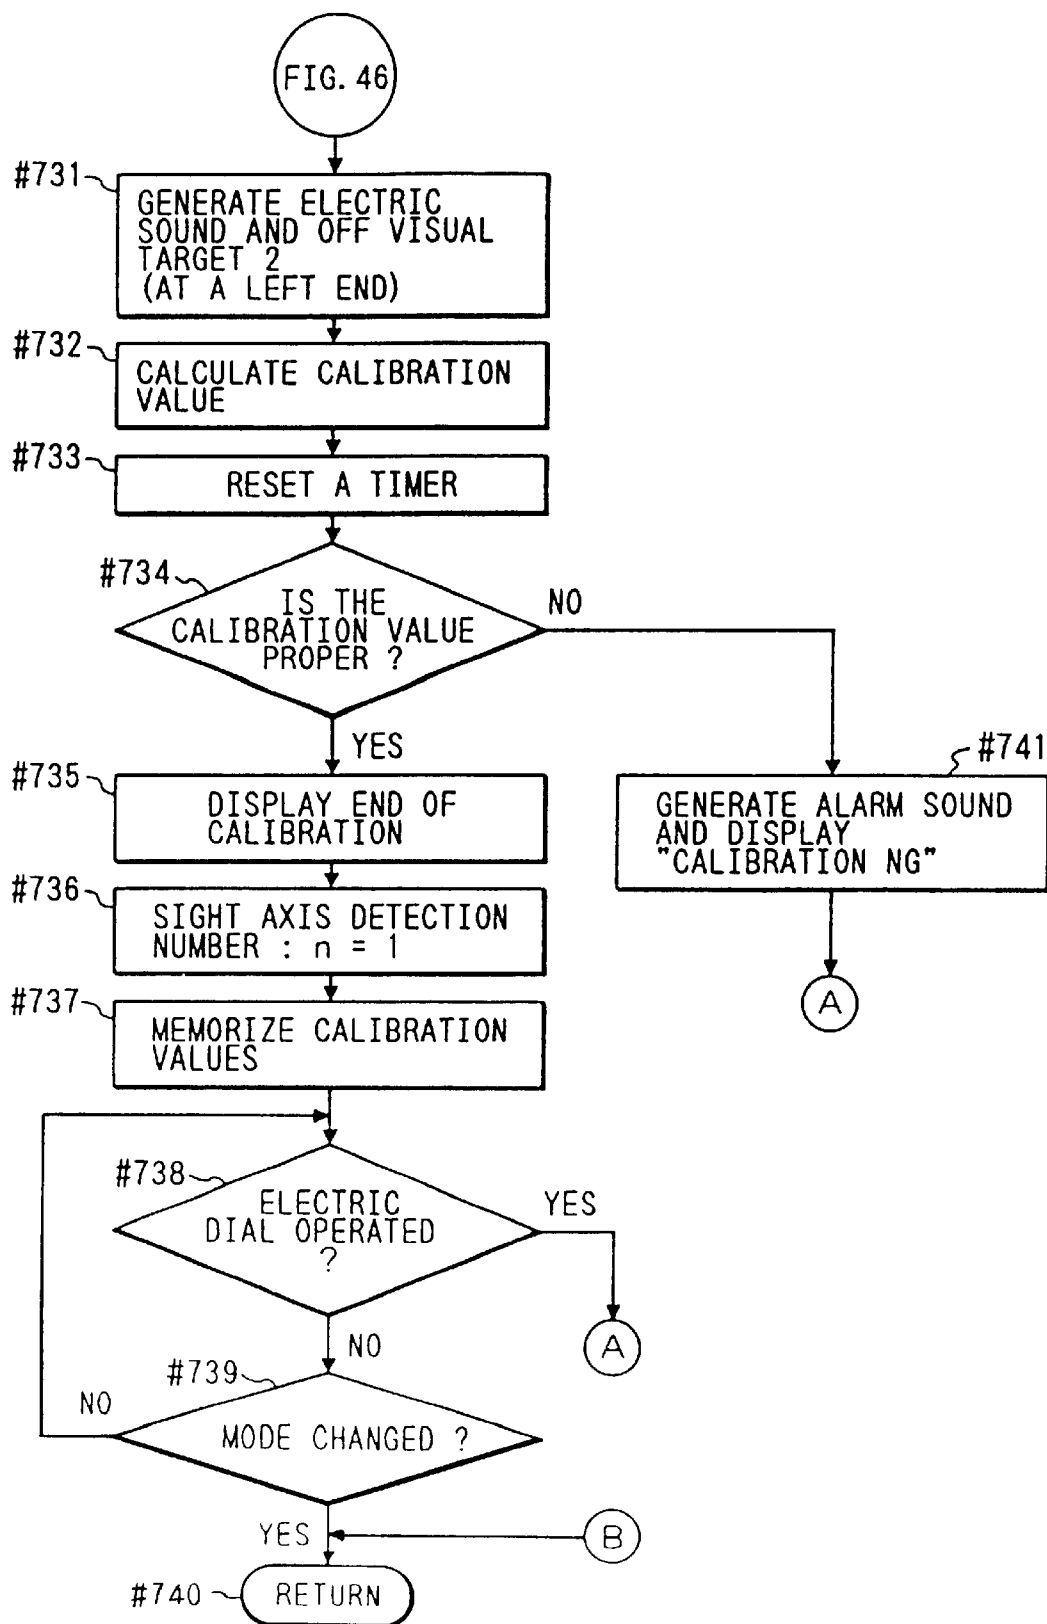 FIG. 46
#731
GENERATE ELECTRIC
SOUND AND OFF VISUAL
TARGET 2
(AT A LEFT END)
#732
CALCULATE CALIBRATION
VALUE
#733
RESET A TIMER
#734
IS THE
CALIBRATION VALUE
PROPER ?
NO
YES
#735
DISPLAY END OF
CALIBRATION
#741
GENERATE ALARM SOUND
AND DISPLAY
"CALIBRATION NG"
A
#736
SIGHT AXIS DETECTION
NUMBER : n = 1
#737
MEMORIZE CALIBRATION
VALUES
#738
ELECTRIC
DIAL OPERATED
?
YES
A
NO
#739
MODE CHANGED ?
NO
YES
B
#740
RETURN